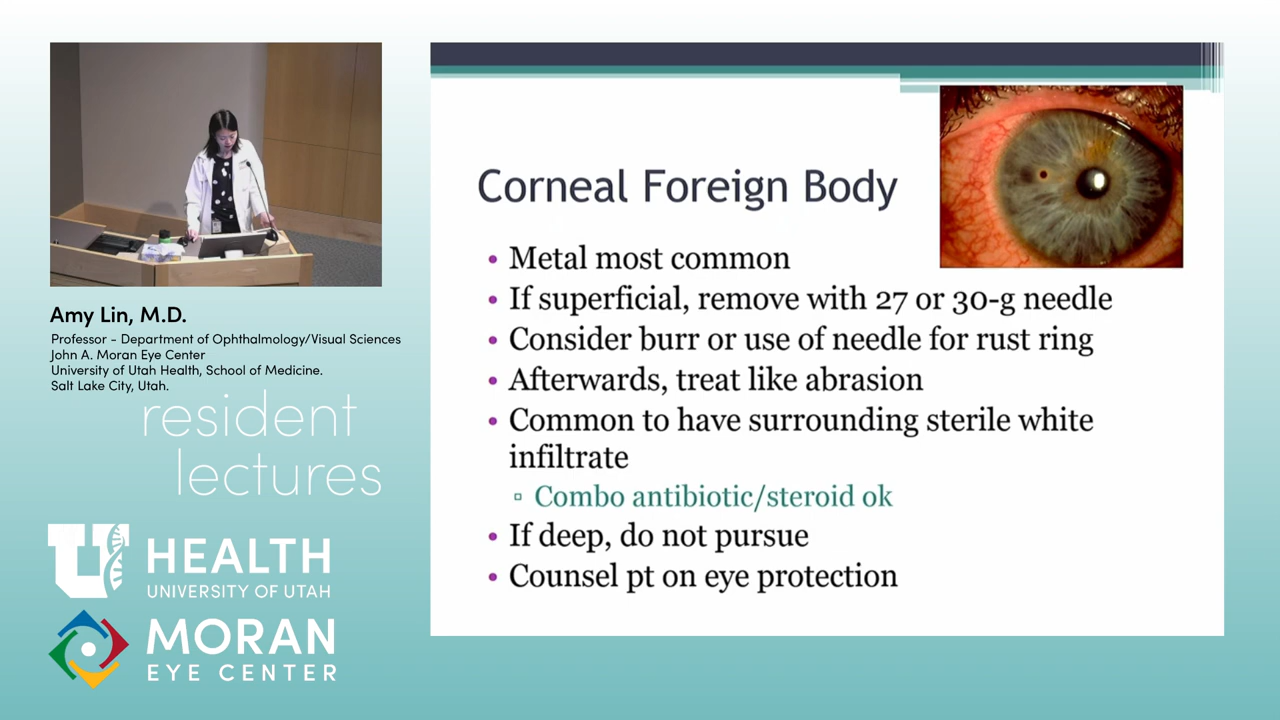 Corneal Foreign Body
• Metal most common
• If superficial, remove with 27 or 30-g needle
• Consider burr or use of needle for rust ring
• Afterwards, treat like abrasion
• Common to have surrounding sterile white
infiltrate
▫ Combo antibiotic/steroid ok
• If deep, do not pursue
• Counsel pt on eye protection
Amy Lin, M.D.
Professor - Department of Ophthalmology/Visual Sciences
John A. Moran Eye Center
University of Utah Health, School of Medicine.
Salt Lake City, Utah.
resident
lectures
U HEALTH
UNIVERSITY OF UTAH
MORAN
EYE CENTER